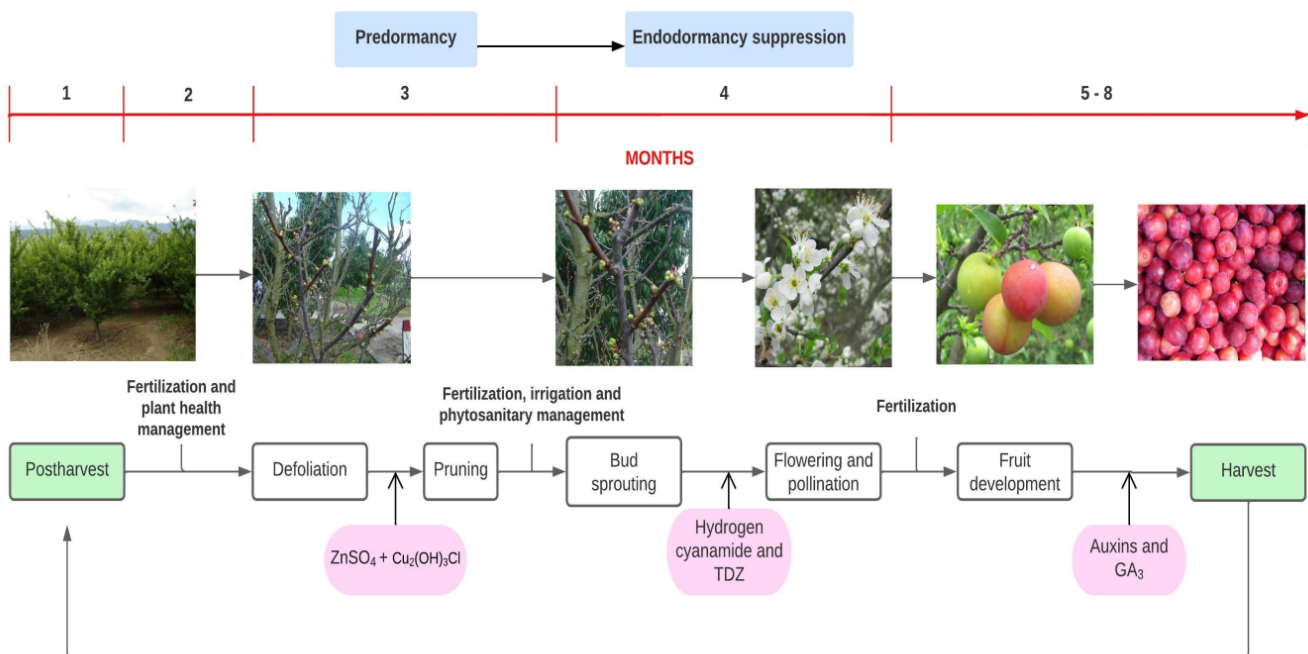 Predormancy
Endodormancy suppression
1
2
3
4
5 - 8
MONTHS
Fertilization and
plant health
management
Fertilization, irrigation and
phytosanitary management
Fertilization
Postharvest
Defoliation
Pruning
Bud
sprouting
Flowering and
pollination
Fruit
development
Harvest
ZnSO₄ + Cu₂(OH)₃Cl
Hydrogen
cyanamide and
TDZ
Auxins and
GA₃